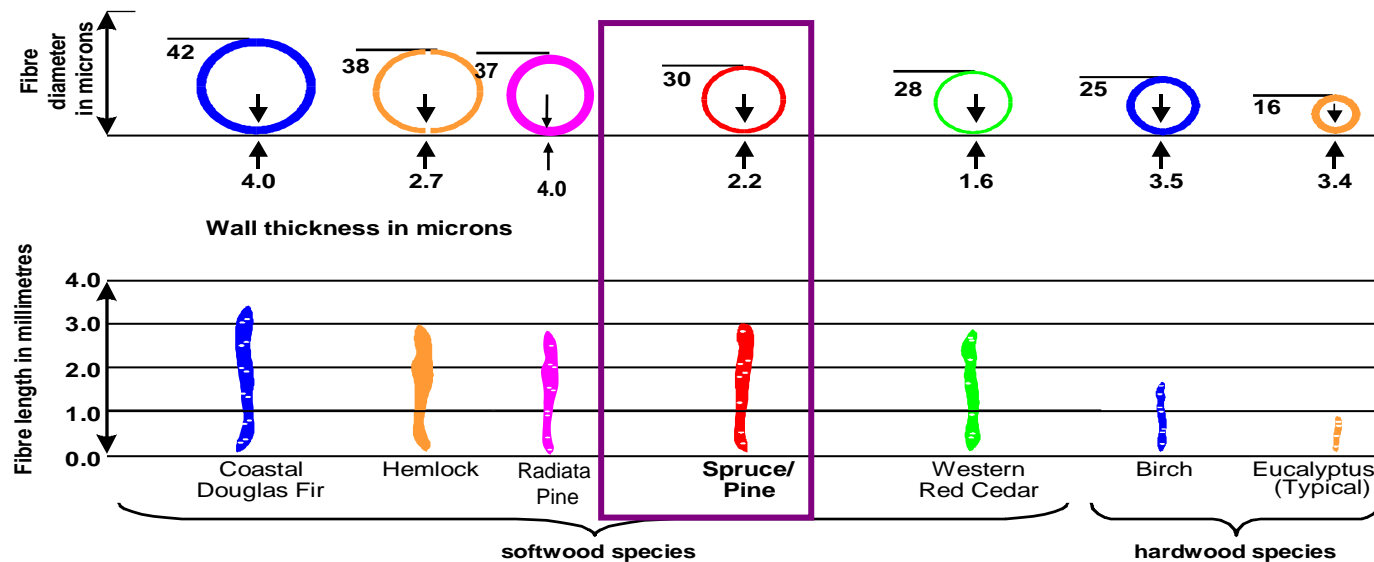 Fibre
diameter
in microns
42
38
37
30
28
25
16
4.0
2.7
4.0
2.2
1.6
3.5
3.4
Wall thickness in microns
Fibre length in millimetres
4.0
3.0
2.0
1.0
0.0
Coastal
Douglas Fir
Hemlock
Radiata
Pine
Spruce/
Pine
Western
Red Cedar
Birch
Eucalyptus
(Typical)
softwood species
hardwood species